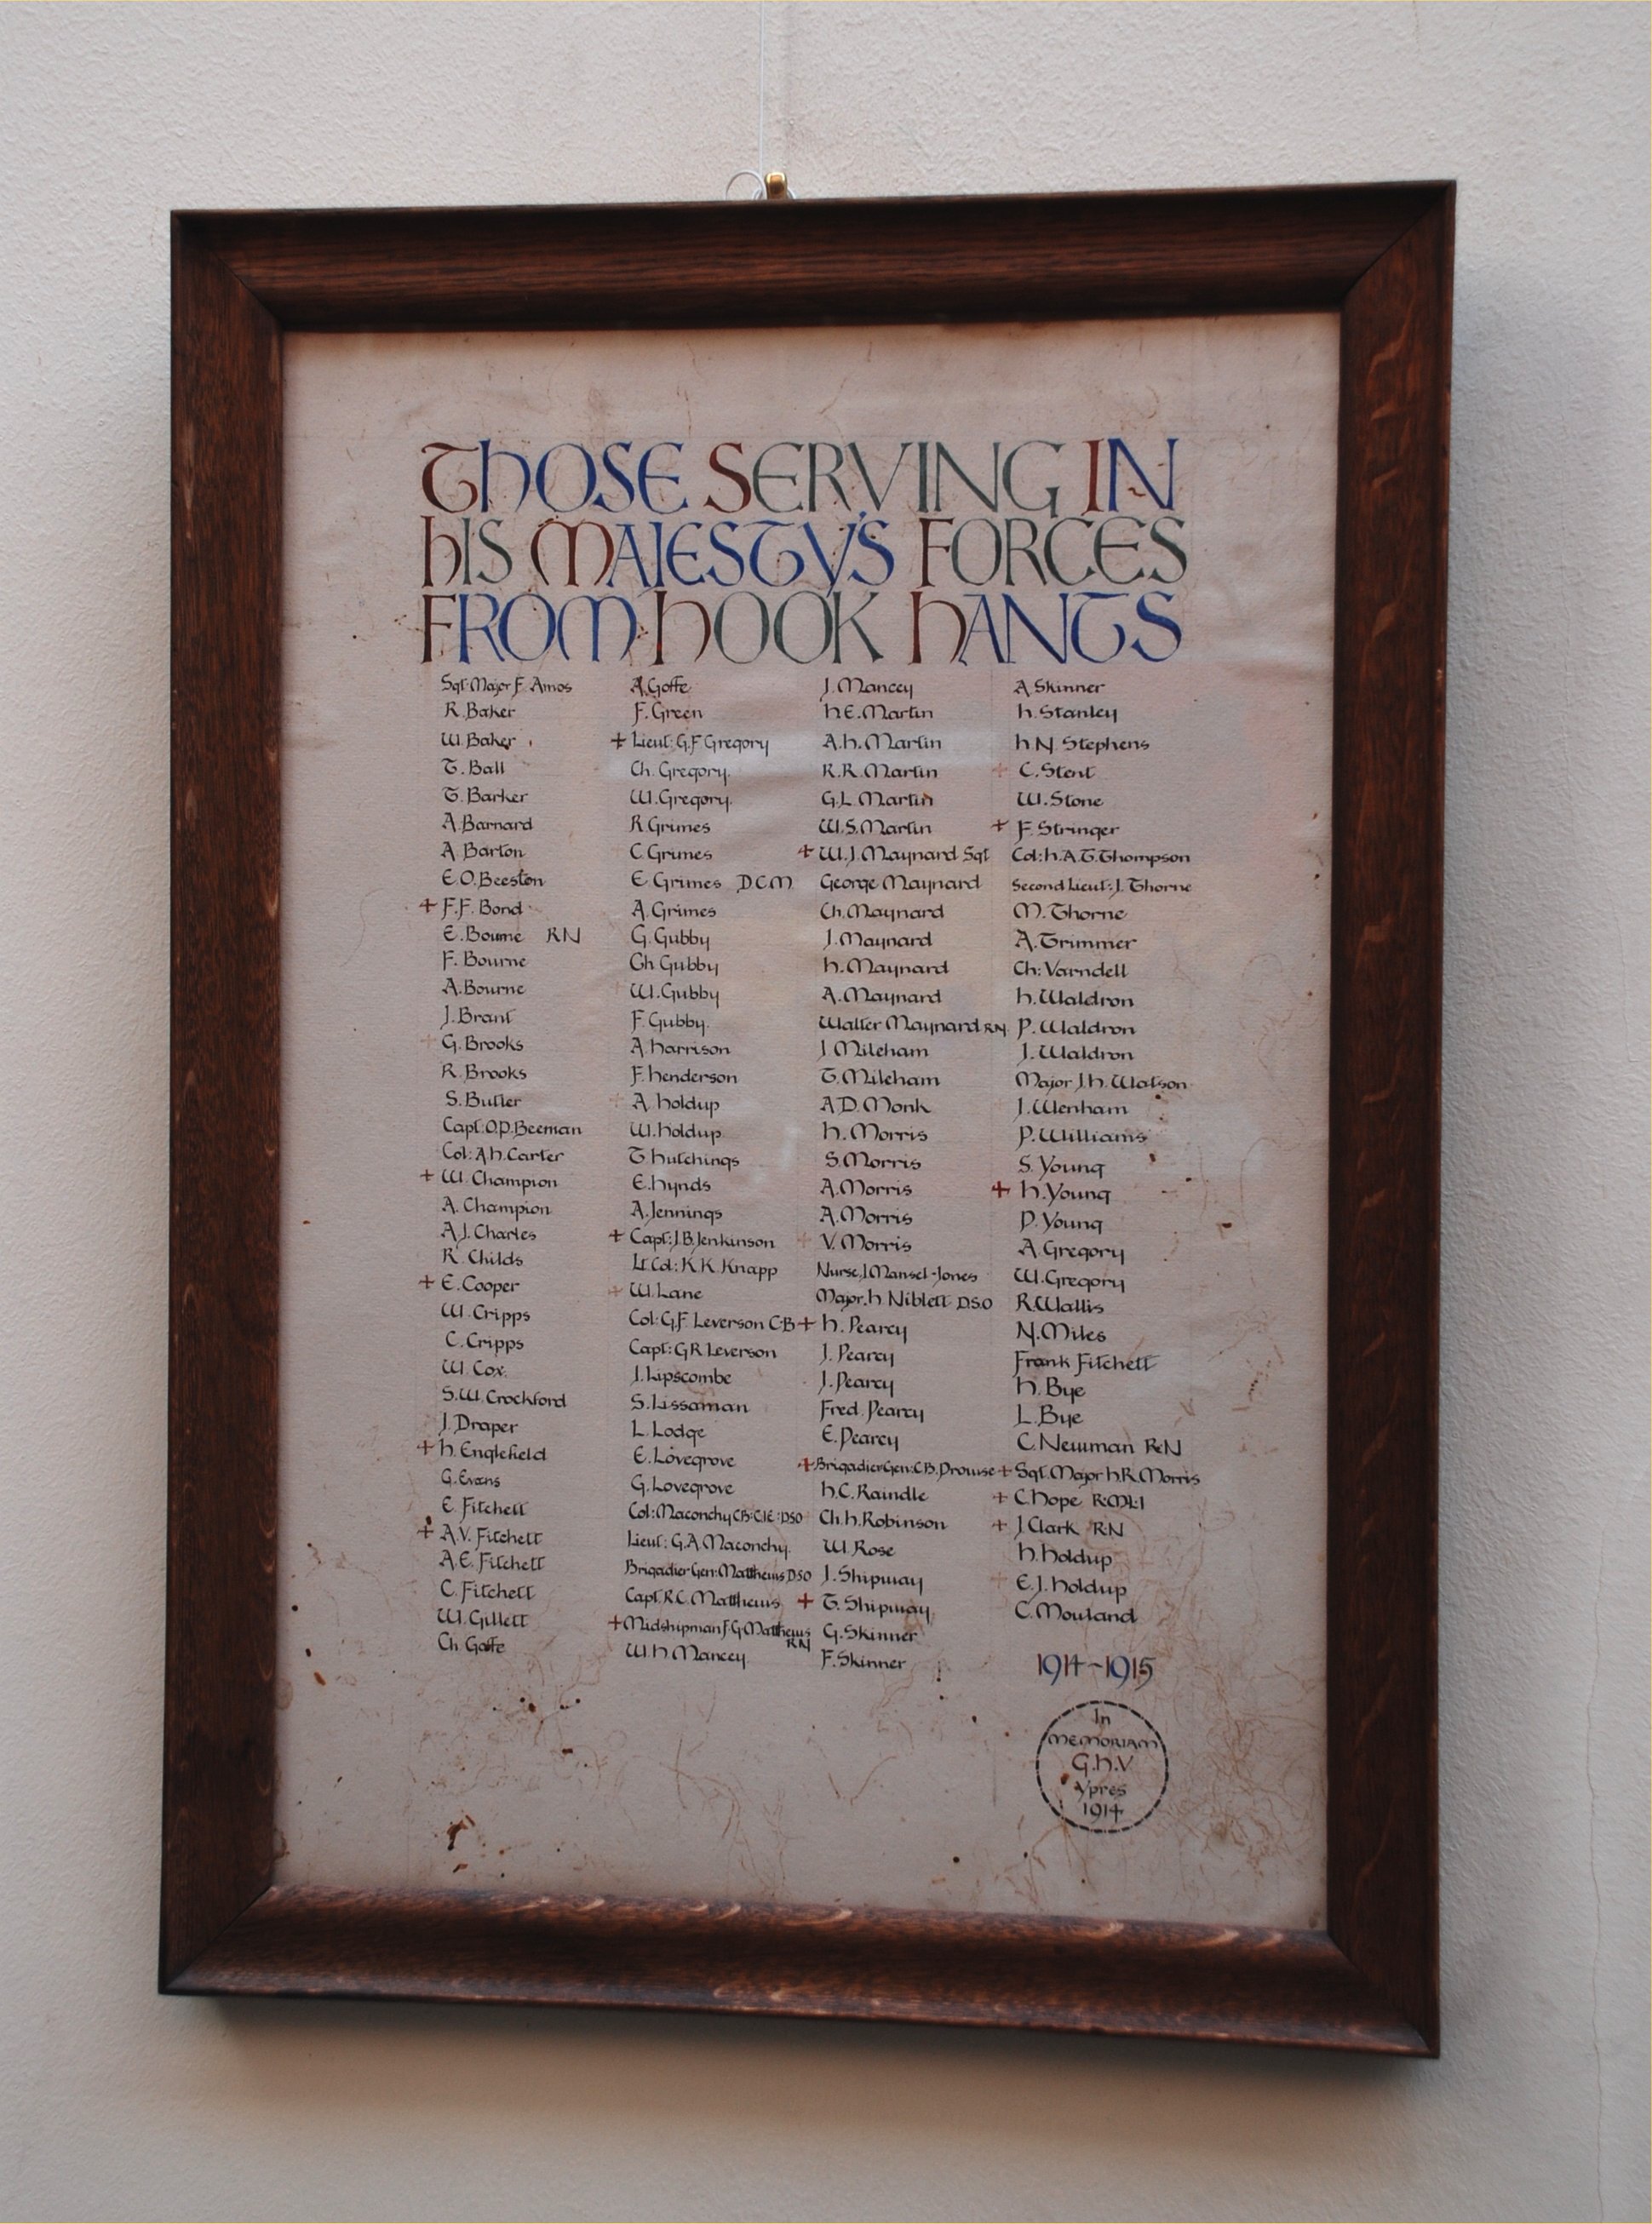 THOSE SERVING IN
HIS MAJESTY'S FORCES
FROM HOOK HANTS
Sgt: Major F. Amos
R. Baker
W. Baker
T. Ball
T. Barker
A. Barnard
A. Barton
E.O. Beeston
+ F.F. Bond
E. Bourne RN
F. Bourne
A. Bourne
J. Brant
+ G. Brooks
R. Brooks
S. Butler
Capt: O.P. Beeman
Col: A.H. Carter
+ W. Champion
A. Champion
A.J. Charles
R. Childs
+ E. Cooper
W. Cripps
C. Cripps
W. Cox.
S.W. Crockford
J. Draper
+ H. Englefield
G. Evans
E. Fitchett
+ A.V. Fitchett
A.E. Fitchett
C. Fitchett
W. Gillett
Ch Goffe
A. Goffe
F. Green
+ Lieut: G.F Gregory
Ch. Gregory.
W. Gregory.
R. Grimes
C. Grimes
E. Grimes D.C.M.
A. Grimes
G. Gubby
Ch Gubby
W. Gubby
F. Gubby.
A. Harrison
F. Henderson
+ A. Holdup
W. Holdup
T. Hutchings
E. Hynds
A. Jennings
+ Capt: J.B. Jenkinson
Lt. Col: K.K. Knapp
+ W. Lane
Col: G.F Leverson C·B
Capt: G R Leverson
J. Lipscombe
S. Lissaman
L. Lodge
E. Lovegrove
G. Lovegrove
Col: Maconchy CB: C.I.E: DSO
Lieut: G.A. Maconchy.
Brigadier Gen: Matthews D.SO
Capt. R.C. Matthews
+ Midshipman F.G. Matthews
RN
W. H. Mancey
J. Mancey
H.E. Martin
A.H. Martin
R.R. Martin
G.L. Martin
W.S. Martin
+ W.J. Maynard Sgt
George Maynard
Ch. Maynard
J. Maynard
H. Maynard
A. Maynard
Walter Maynard RN
J. Mileham
T. Mileham
A D. Monk
H. Morris
S. Morris
A. Morris
A. Morris
+ V. Morris
Nurse J. Mansel-Jones
Major. H. Niblett D.S.O
+ H. Pearcy
J. Pearcy
J. Pearcy
Fred. Pearcy
E. Pearcy
+ Brigadier Gen: C.B. Prowse
H.C. Raindle
Ch. H. Robinson
W. Rose
J. Shipway
+ T. Shipway
G. Skinner
F. Skinner
A. Skinner
H. Stanley
H.N. Stephens
+ C. Stent
W. Stone
+ F. Stringer
Col: H.A.T. Thompson
Second Lieut: J. Thorne
M. Thorne
A. Trimmer
Ch: Varndell
H. Waldron
P. Waldron
J. Waldron
Major J.H. Watson
J. Wenham
P. Williams
S. Young
+ H. Young
P. Young
A. Gregory
W. Gregory
R. Wallis
N. Miles
Frank Fitchett
H. Bye
L. Bye
C. Newman R·N
+ Sgt. Major H.R. Morris
+ C. Hope R·M·L·I
+ J. Clark R·N
H. Holdup
+ E.J. Holdup
C. Mouland
1914-1915
In
MEMORIAM
G.H.V
Ypres
1914